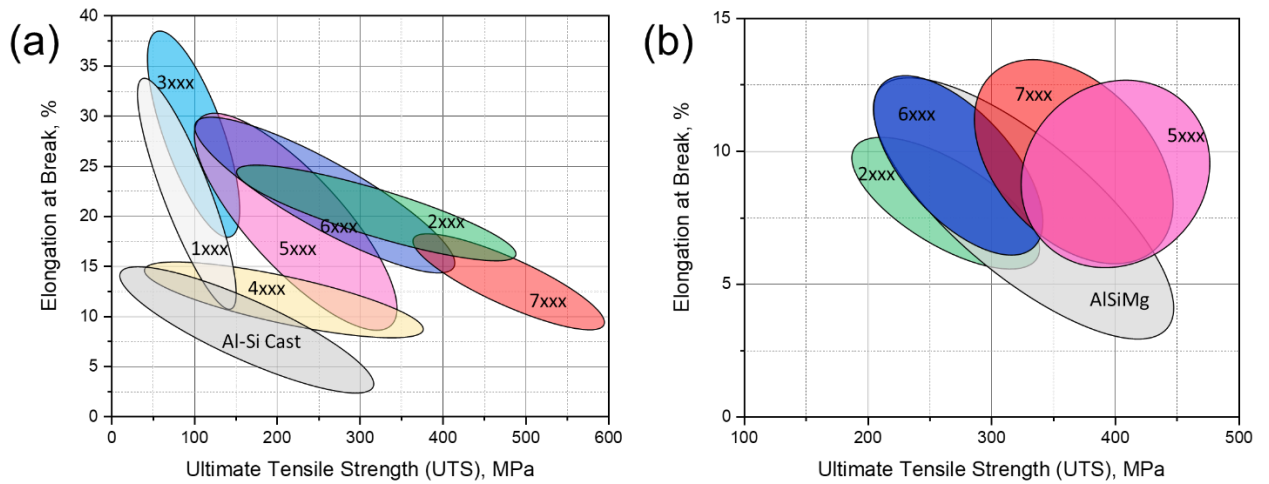 (a)
40
35
30
25
20
15
10
5
0
Elongation at Break, %
3xxx
1xxx
6xxx
2xxx
5xxx
4xxx
7xxx
Al-Si Cast
0 100 200 300 400 500 600
Ultimate Tensile Strength (UTS), MPa
(b)
15
10
5
0
Elongation at Break, %
7xxx
6xxx
5xxx
2xxx
AlSiMg
100 200 300 400 500
Ultimate Tensile Strength (UTS), MPa